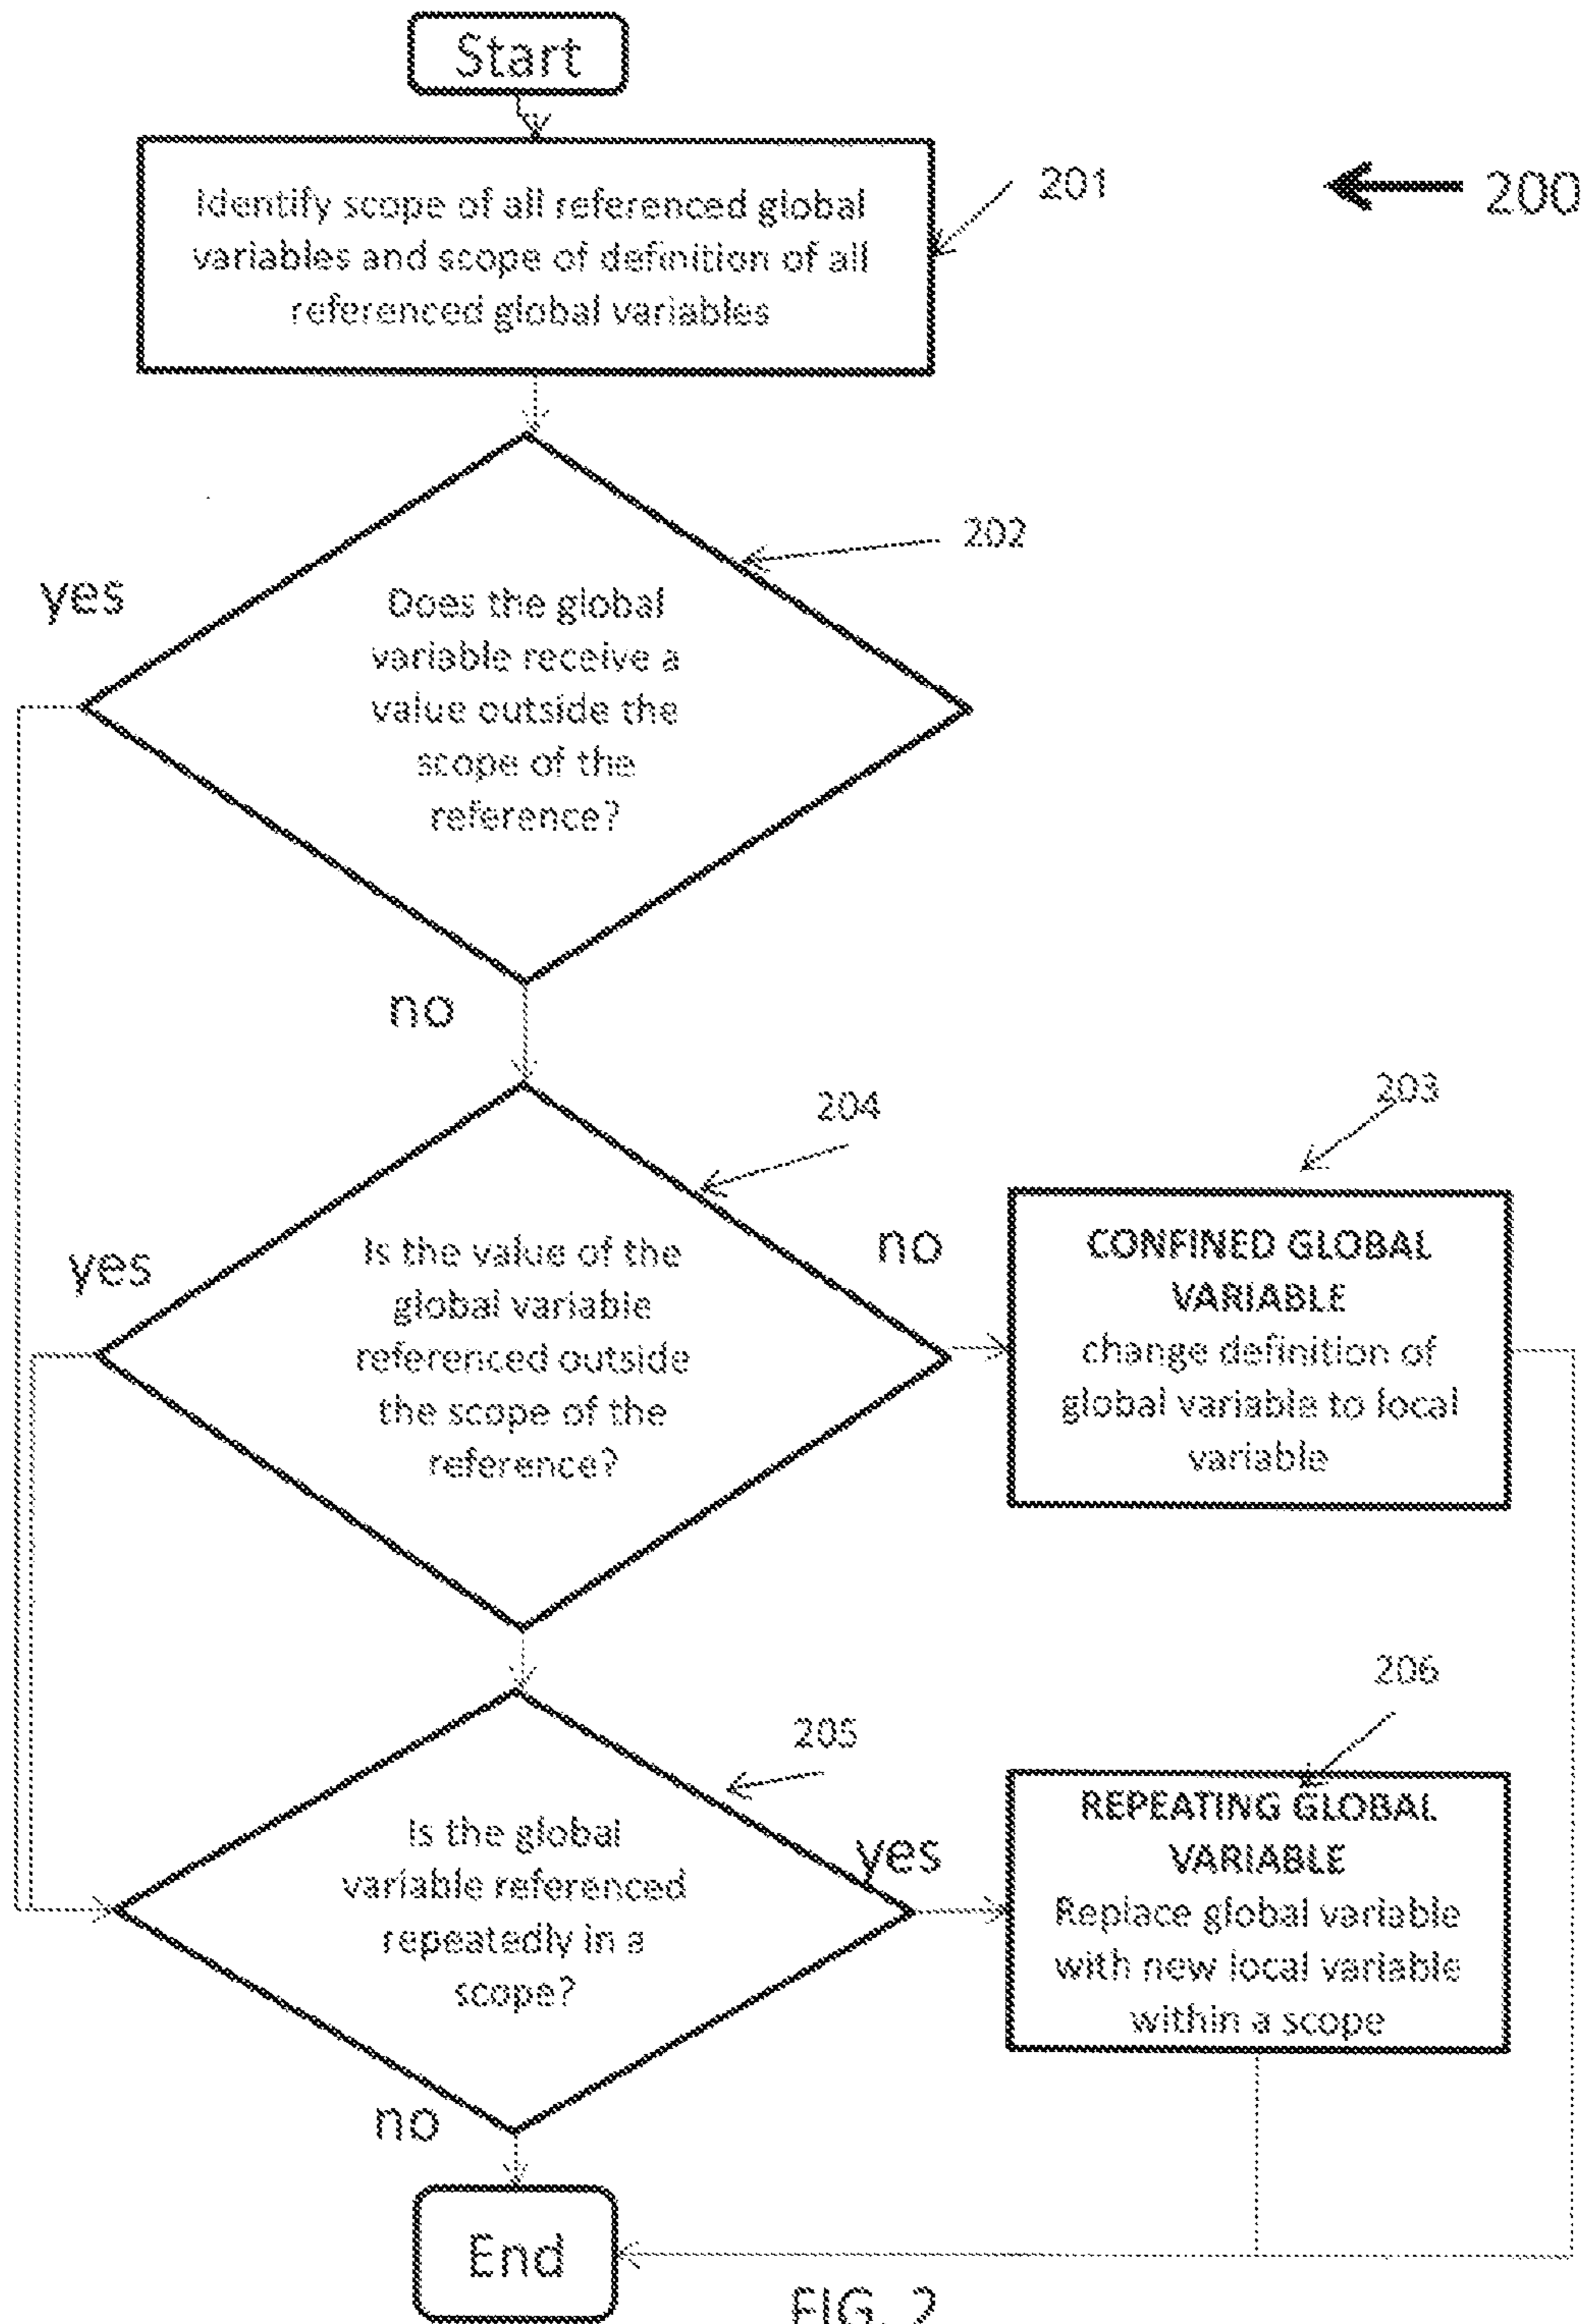 Start
Identify scope of all referenced global
variables and scope of definition of all
referenced global variables
201
200
202
yes
Does the global
variable receive a
value outside the
scope of the
reference?
no
204
203
yes
Is the value of the
global variable
referenced outside
the scope of the
reference?
no
CONFINED GLOBAL
VARIABLE
change definition of
global variable to local
variable
205
206
Is the global
variable referenced
repeatedly in a
scope?
yes
REPEATING GLOBAL
VARIABLE
Replace global variable
with new local variable
within a scope
no
End
FIG. 2